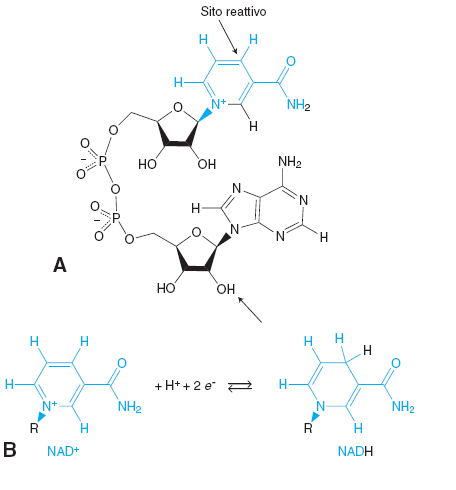 Sito reattivo
H H O
H
N+ NH₂
O H
O
O HO OH NH₂
- P
O N N
O H
O N N H
- P O
O O
A
HO OH
H H H H H
O O
H + H+ + 2 e- ⇌ H
N+ NH₂ N NH₂
R H R H
B NAD+ NADH